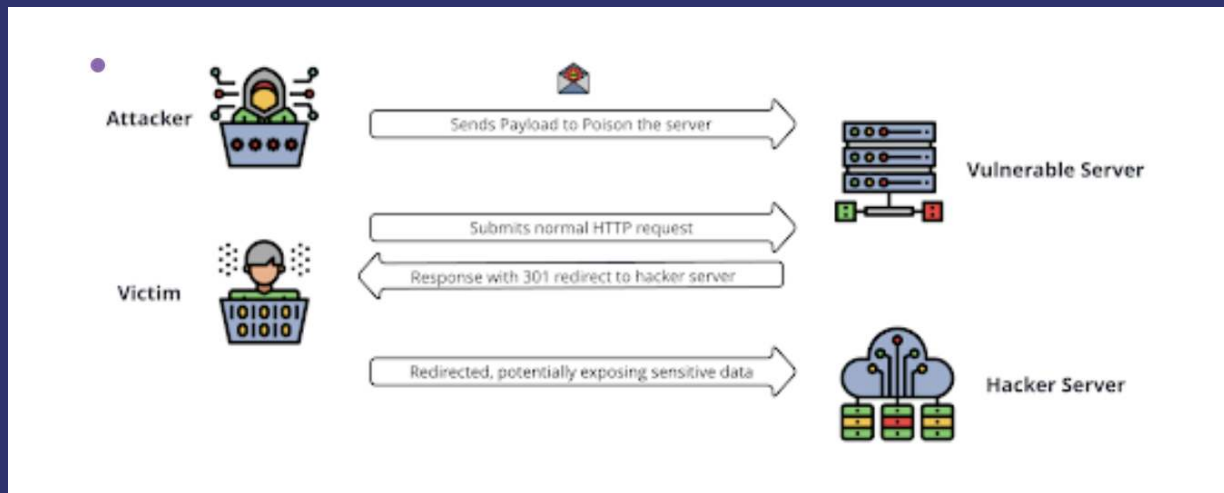 Attacker
Sends Payload to Poison the server
Vulnerable Server
Submits normal HTTP request
Response with 301 redirect to hacker server
Victim
Redirected, potentially exposing sensitive data
Hacker Server